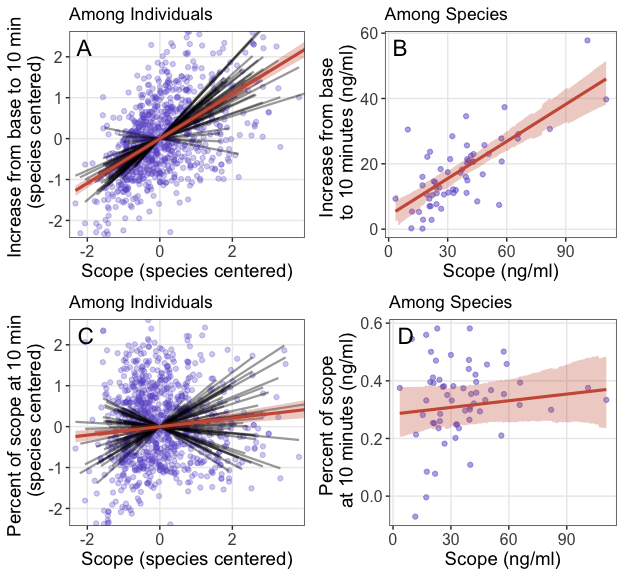 Among Individuals
Among Species
Increase from base to 10 min
(species centered)
A
2
1
0
-1
-2
-2
0
2
Scope (species centered)
Increase from base
to 10 minutes (ng/ml)
B
60
40
20
0
0
30
60
90
Scope (ng/ml)
Among Individuals
Among Species
Percent of scope at 10 min
(species centered)
C
2
1
0
-1
-2
-2
0
2
Scope (species centered)
Percent of scope
at 10 minutes (ng/ml)
D
0.6
0.4
0.2
0.0
0
30
60
90
Scope (ng/ml)